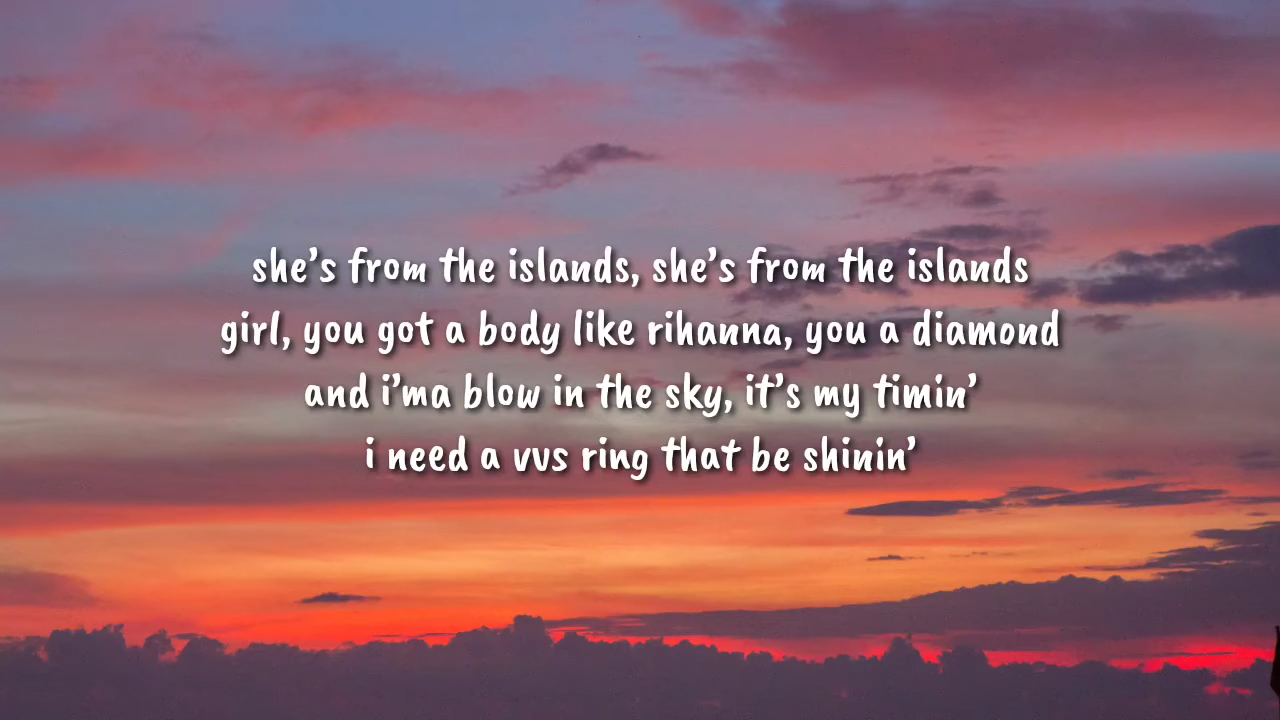 she’s from the islands, she’s from the islands
girl, you got a body like rihanna, you a diamond
and i’ma blow in the sky, it’s my timin’
i need a vvs ring that be shinin’